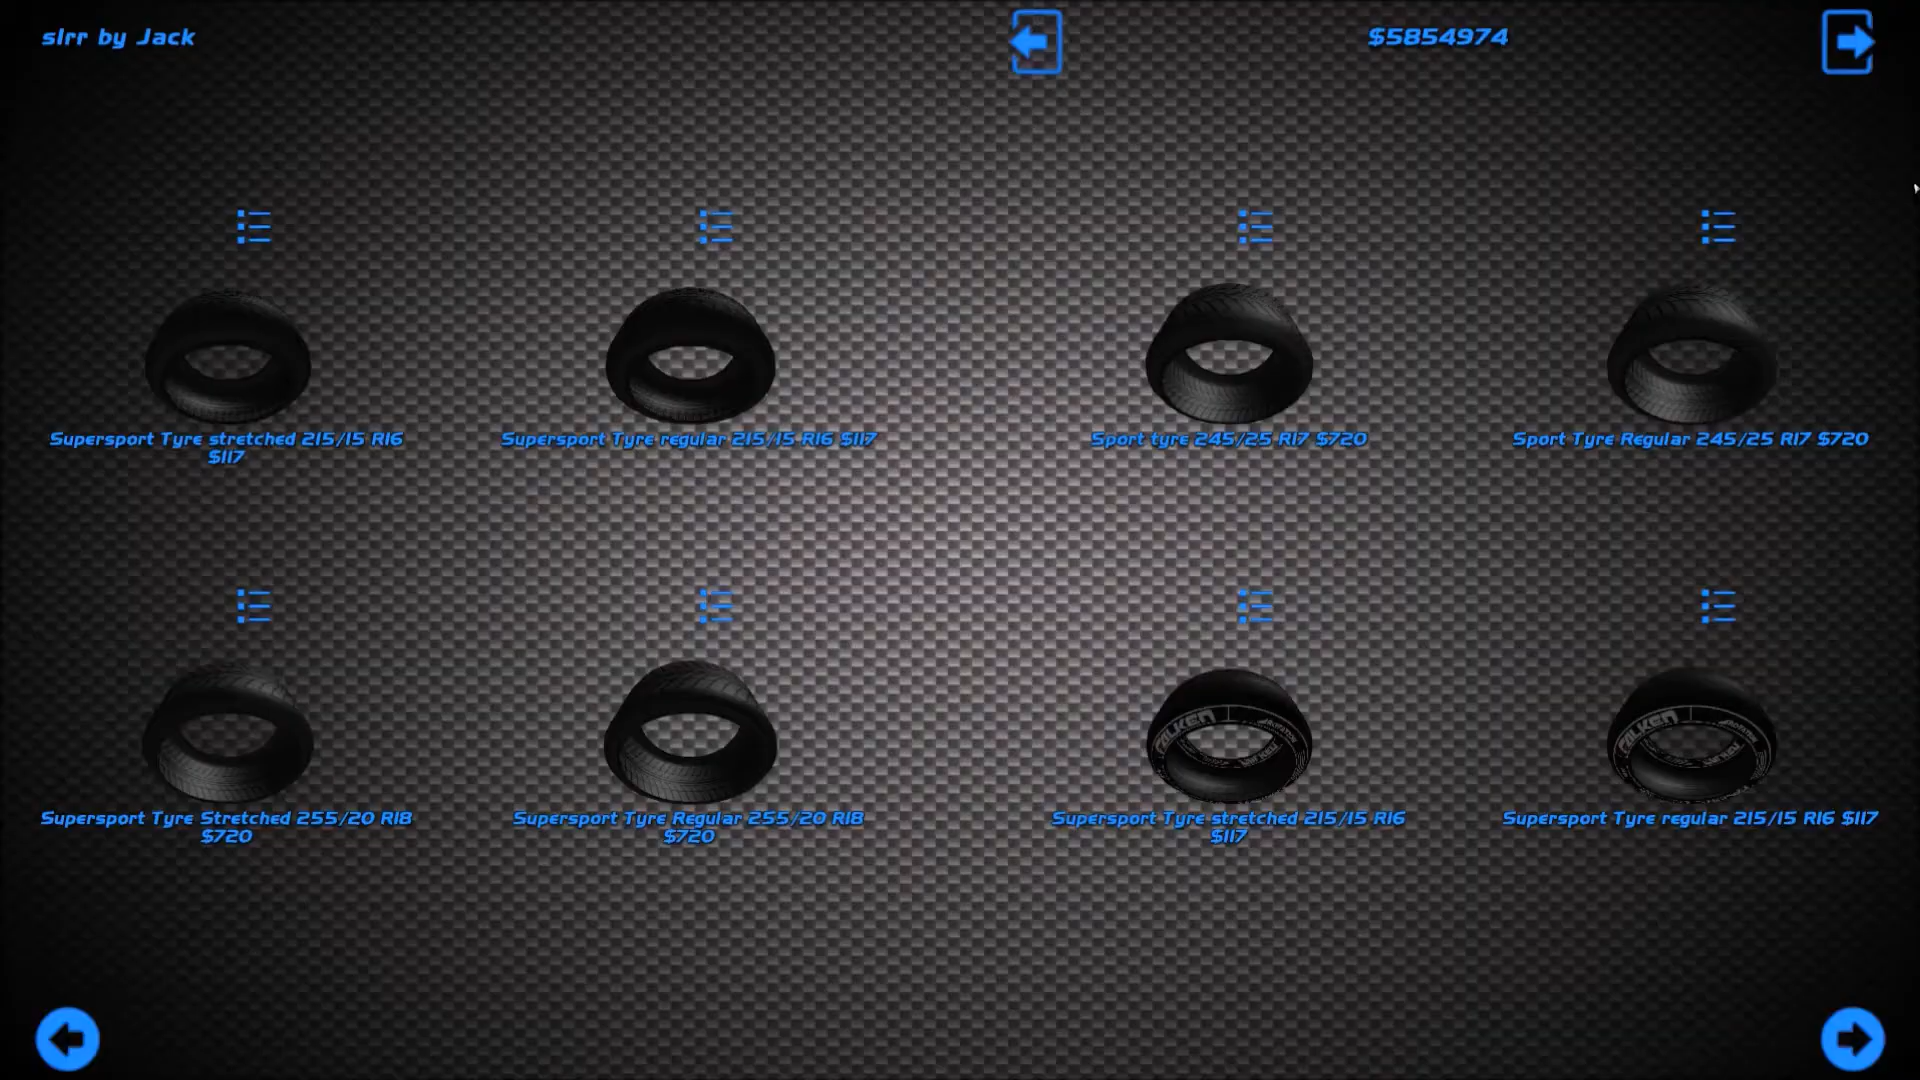 slrr by Jack
$5854974
Supersport Tyre stretched 215/15 R16
$117
Supersport Tyre regular 215/15 R16 $117
Sport tyre 245/25 R17 $720
Sport Tyre Regular 245/25 R17 $720
Supersport Tyre Stretched 255/20 R18
$720
Supersport Tyre Regular 255/20 R18
$720
FALKEN
Supersport Tyre stretched 215/15 R16
$117
FALKEN
Supersport Tyre regular 215/15 R16 $117